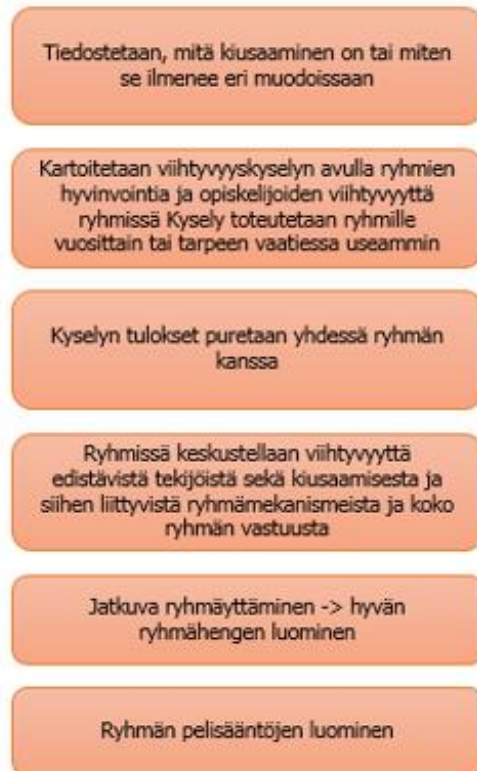 Tiedostetaan, mitä kiusaaminen on tai miten
se ilmenee eri muodoissaan
Kartoitetaan viihtyvyyskyselyn avulla ryhmien
hyvinvointia ja opiskelijoiden viihtyvyyttä
ryhmissä Kysely toteutetaan ryhmille
vuosittain tai tarpeen vaatiessa useammin
Kyselyn tulokset puretaan yhdessä ryhmän
kanssa
Ryhmissä keskustellaan viihtyvyyttä
edistävistä tekijöistä sekä kiusaamisesta ja
siihen liittyvistä ryhmämekanismeista ja koko
ryhmän vastuusta
Jatkuva ryhmäyttäminen -> hyvän
ryhmähengen luominen
Ryhmän pelisääntöjen luominen